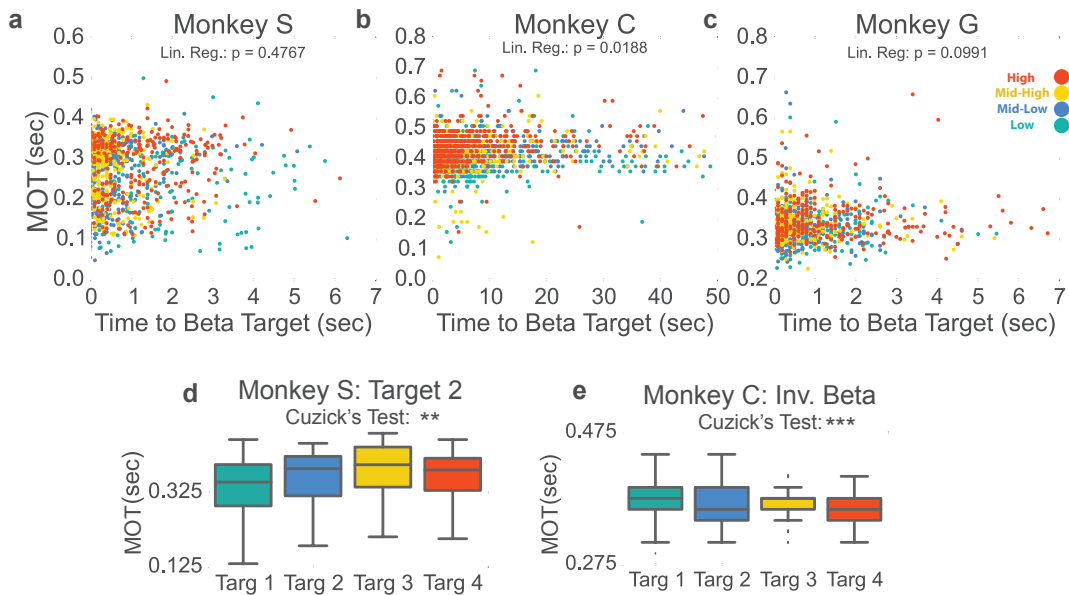 a Monkey S
Lin. Reg.: p = 0.4767
0.6
0.5
0.4
0.3
0.2
0.1
0.0
MOT (sec)
0 1 2 3 4 5 6 7
Time to Beta Target (sec)
b Monkey C
Lin. Reg.: p = 0.0188
0.8
0.7
0.6
0.5
0.4
0.3
0.2
0.1
0.0
0 10 20 30 40 50
Time to Beta Target (sec)
c Monkey G
Lin. Reg.: p = 0.0991
0.8
0.7
0.6
0.5
0.4
0.3
0.2
0 1 2 3 4 5 6 7
Time to Beta Target (sec)
High
Mid-High
Mid-Low
Low
d Monkey S: Target 2
Cuzick's Test: **
MOT(sec)
0.325
0.125
Targ 1 Targ 2 Targ 3 Targ 4
e Monkey C: Inv. Beta
Cuzick's Test: ***
MOT(sec)
0.475
0.275
Targ 1 Targ 2 Targ 3 Targ 4